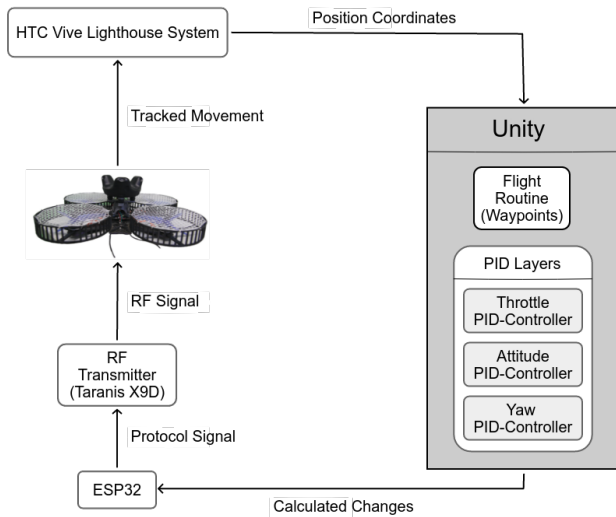 Position Coordinates
HTC Vive Lighthouse System
Tracked Movement
Unity
Flight
Routine
(Waypoints)
PID Layers
Throttle
PID-Controller
Attitude
PID-Controller
Yaw
PID-Controller
RF Signal
RF
Transmitter
(Taranis X9D)
Protocol Signal
ESP32
Calculated Changes